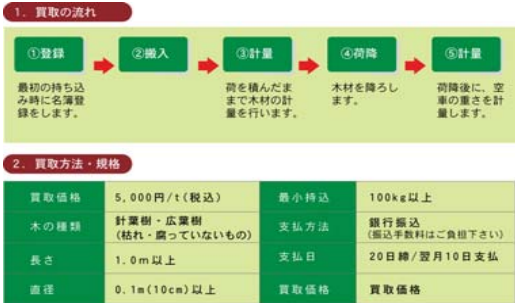 1. 買取の流れ
①登録
②搬入
③計量
④荷降
⑤計量
最初の持ち込
み時に名簿登
録をします。
荷を積んだま
まで木材の計
量を行います。
木材を降ろし
ます。
荷降後に、空
車の重さを計
量します。
2. 買取方法・規格
買取価格
5,000円/t(税込)
最小持込
100kg以上
木の種類
針葉樹・広葉樹
(枯れ・腐っていないもの)
支払方法
銀行振込
(振込手数料はご負担下さい)
長さ
1.0m以上
支払日
20日締/翌月10日支払
直径
0.1m(10cm)以上
買取価格
買取価格